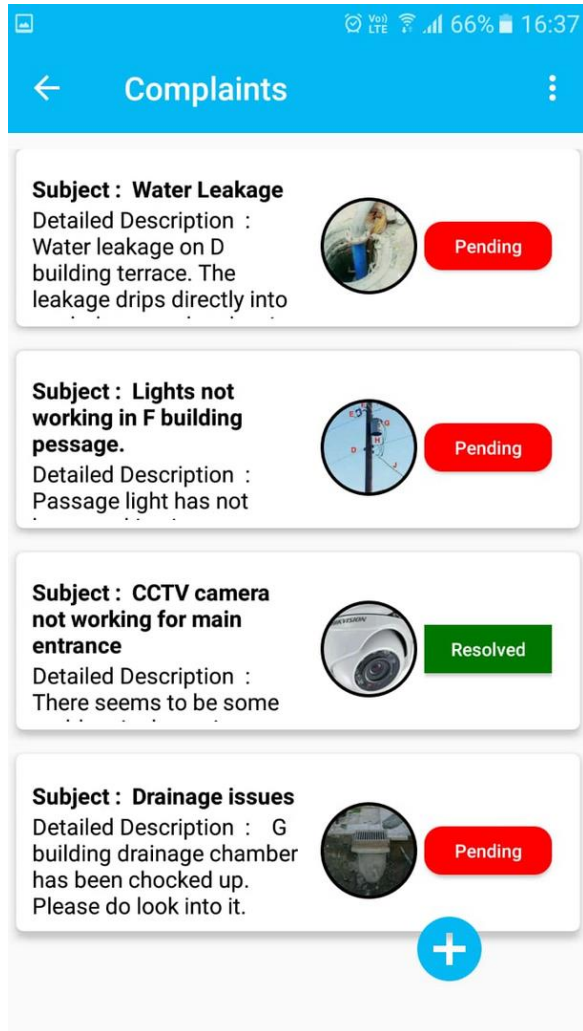 Vo))
LTE
66%
16:37
Complaints
Subject :  Water Leakage
Detailed Description  :
Water leakage on D
building terrace. The
leakage drips directly into
Pending
Subject :  Lights not
working in F building
pessage.
Detailed Description  :
Passage light has not
E
G
H
D
J
Pending
Subject :  CCTV camera
not working for main
entrance
Detailed Description  :
There seems to be some
HIKVISION
Resolved
Subject :  Drainage issues
Detailed Description  :   G
building drainage chamber
has been chocked up.
Please do look into it.
Pending